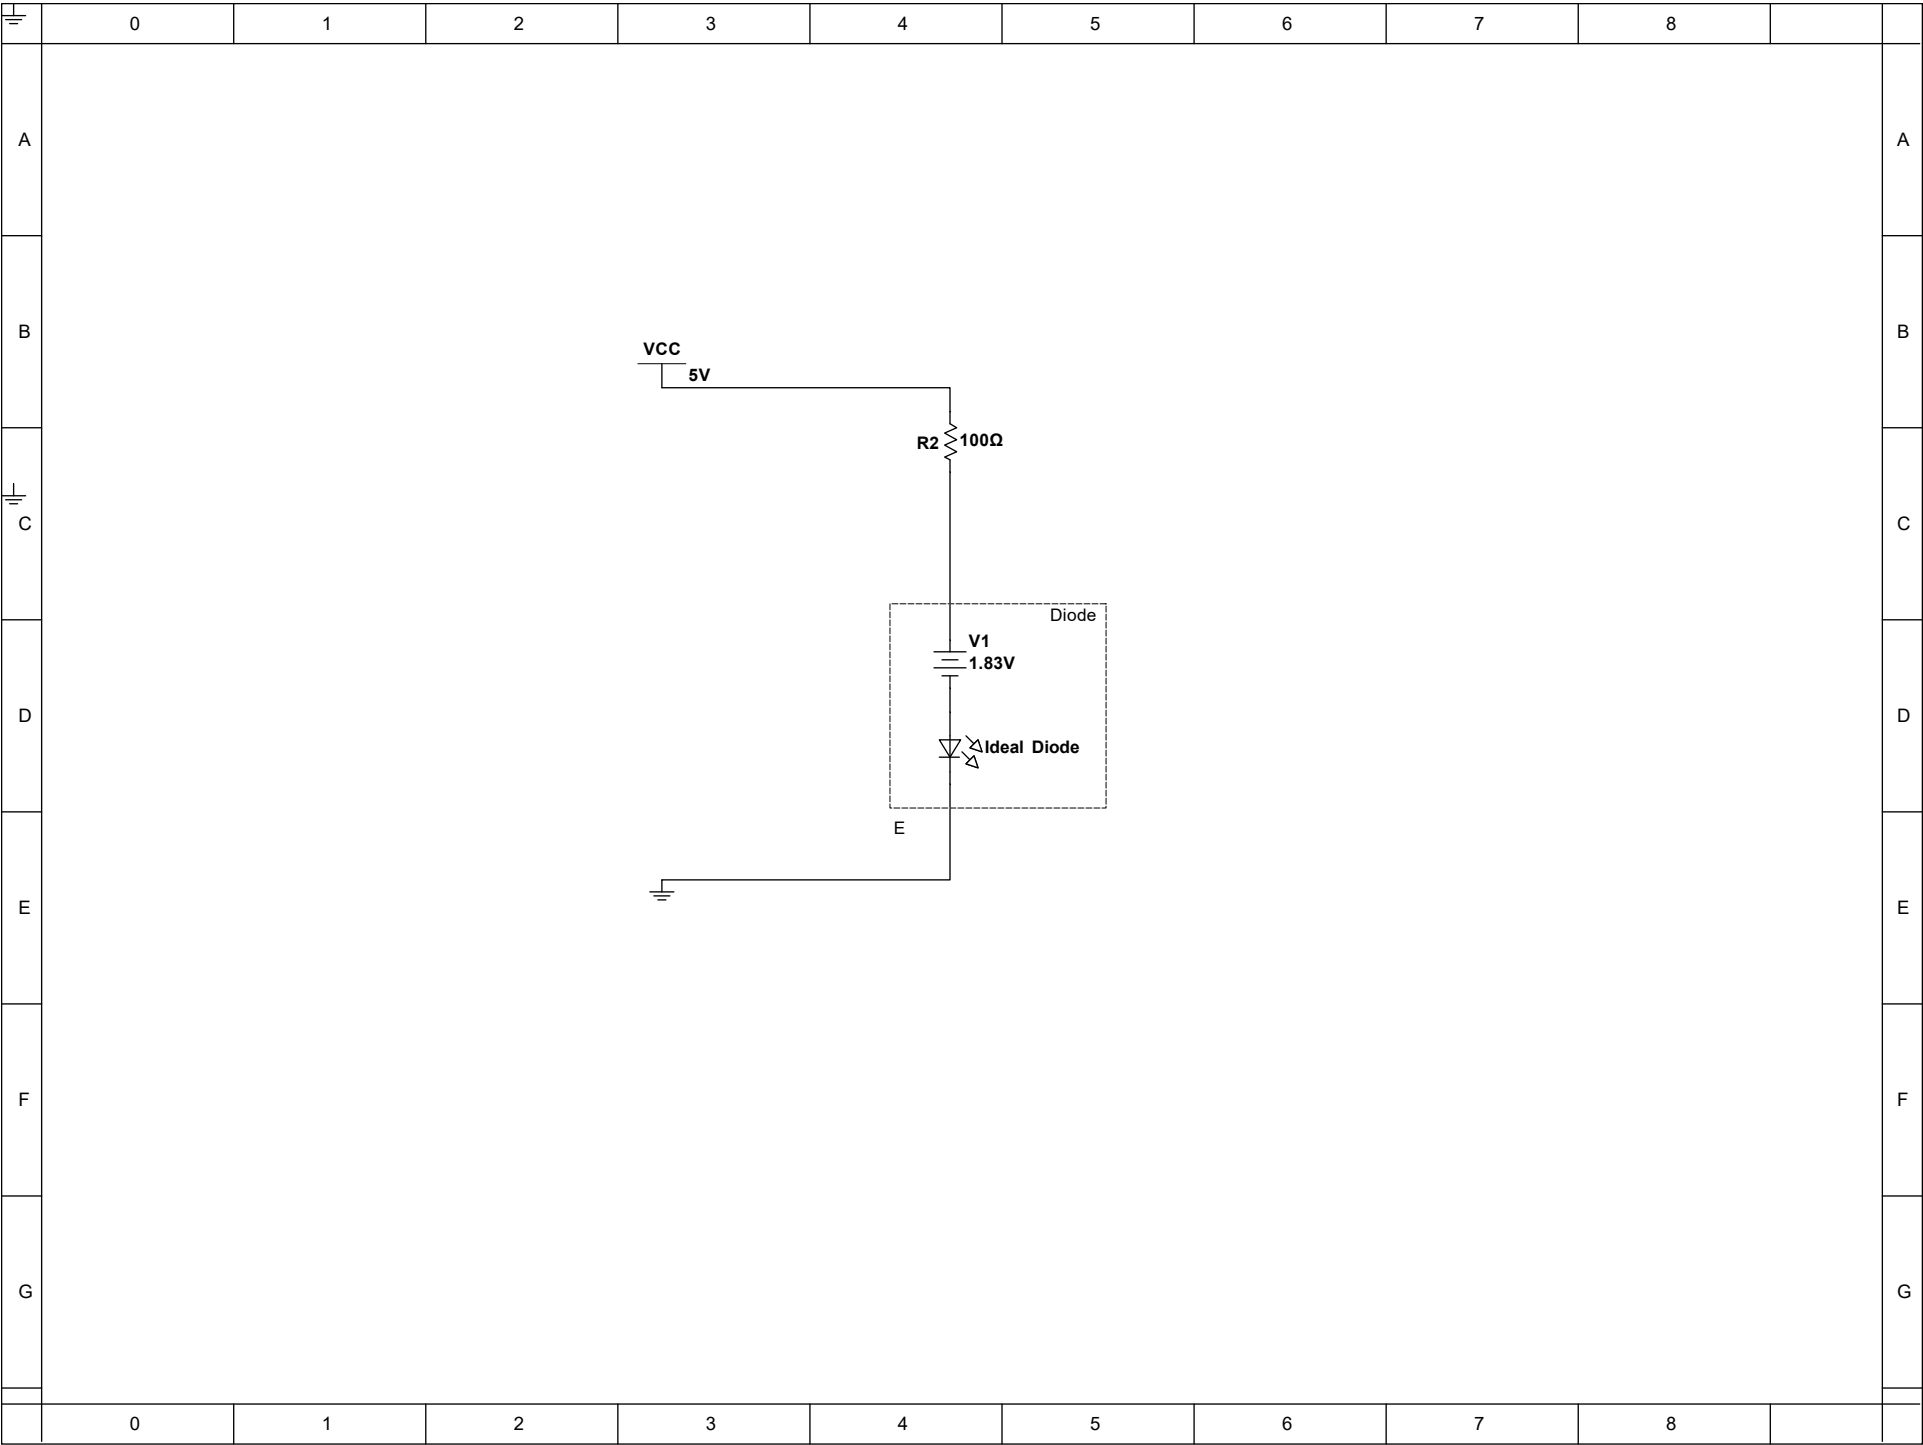 0 1 2 3 4 5 6 7 8
A A
B B
VCC
5V
R2 100Ω
C C
Diode
V1
1.83V
D D
Ideal Diode
E
E E
F F
G G
0 1 2 3 4 5 6 7 8